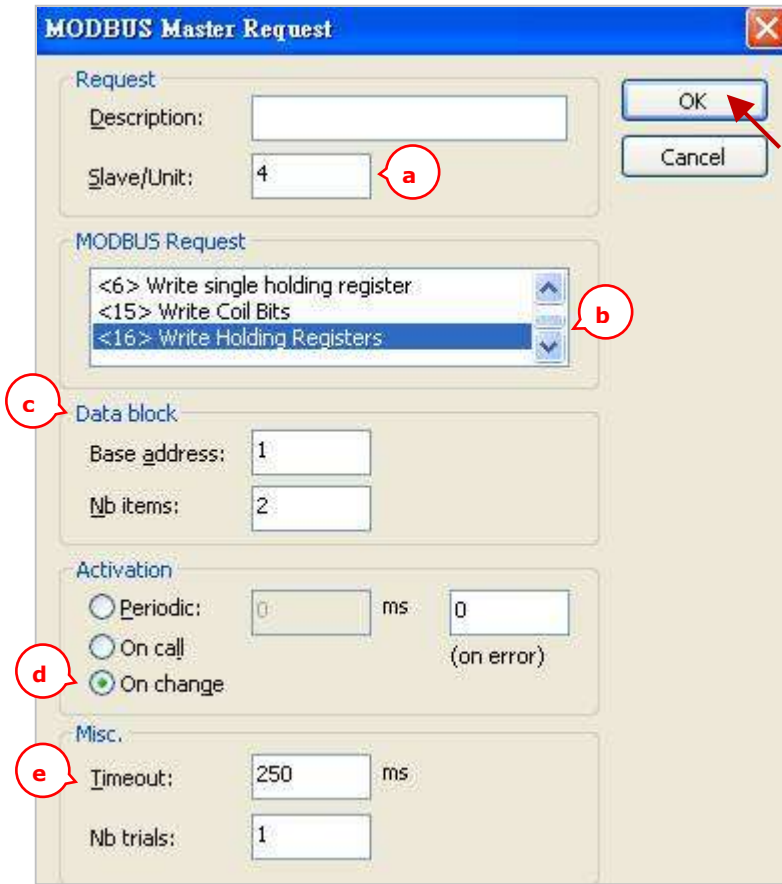 MODBUS Master Request
Request
Description:
Slave/Unit: 4
a
OK
Cancel
MODBUS Request
<6> Write single holding register
<15> Write Coil Bits
<16> Write Holding Registers
b
c
Data block
Base address: 1
Nb items: 2
Activation
Periodic: 0 ms 0
On call
(on error)
d
On change
Misc.
e
Timeout: 250 ms
Nb trials: 1